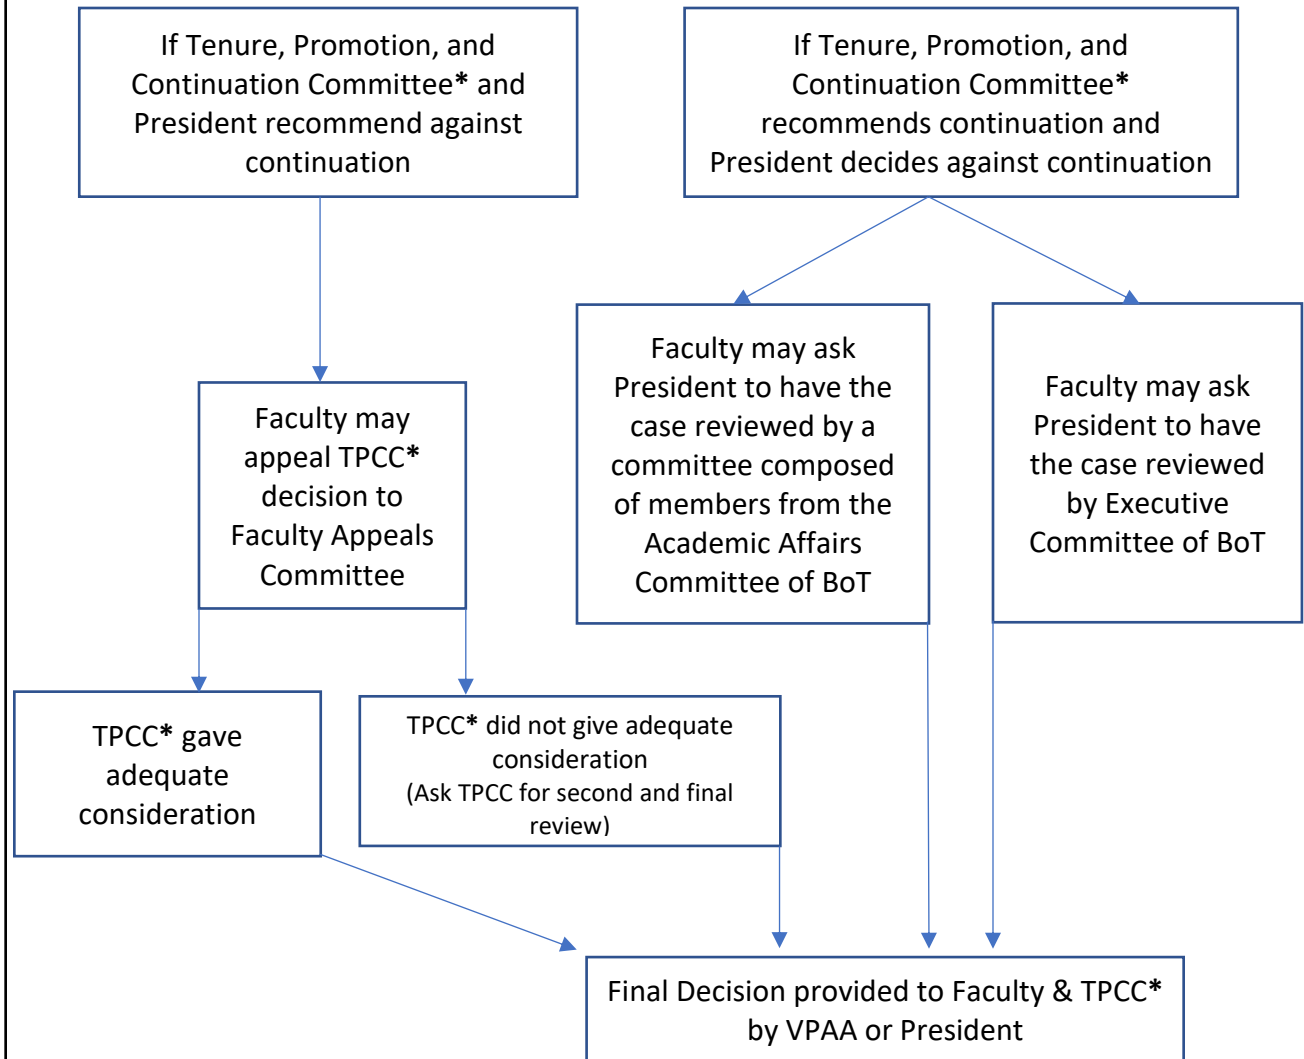 If Tenure, Promotion, and
Continuation Committee* and
President recommend against
continuation
If Tenure, Promotion, and
Continuation Committee*
recommends continuation and
President decides against continuation
Faculty may
appeal TPCC*
decision to
Faculty Appeals
Committee
Faculty may ask
President to have the
case reviewed by a
committee composed
of members from the
Academic Affairs
Committee of BoT
Faculty may ask
President to have
the case reviewed
by Executive
Committee of BoT
TPCC* gave
adequate
consideration
TPCC* did not give adequate
consideration
(Ask TPCC for second and final
review)
Final Decision provided to Faculty & TPCC*
by VPAA or President